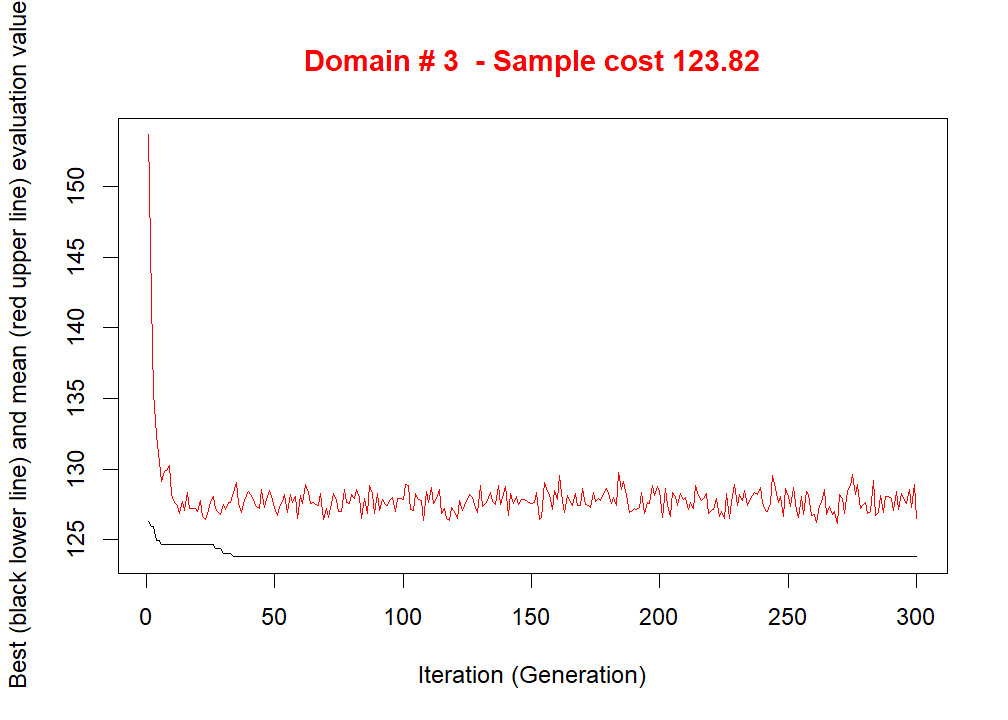 Domain # 3  - Sample cost 123.82
Best (black lower line) and mean (red upper line) evaluation value
150
145
140
135
130
125
0 50 100 150 200 250 300
Iteration (Generation)